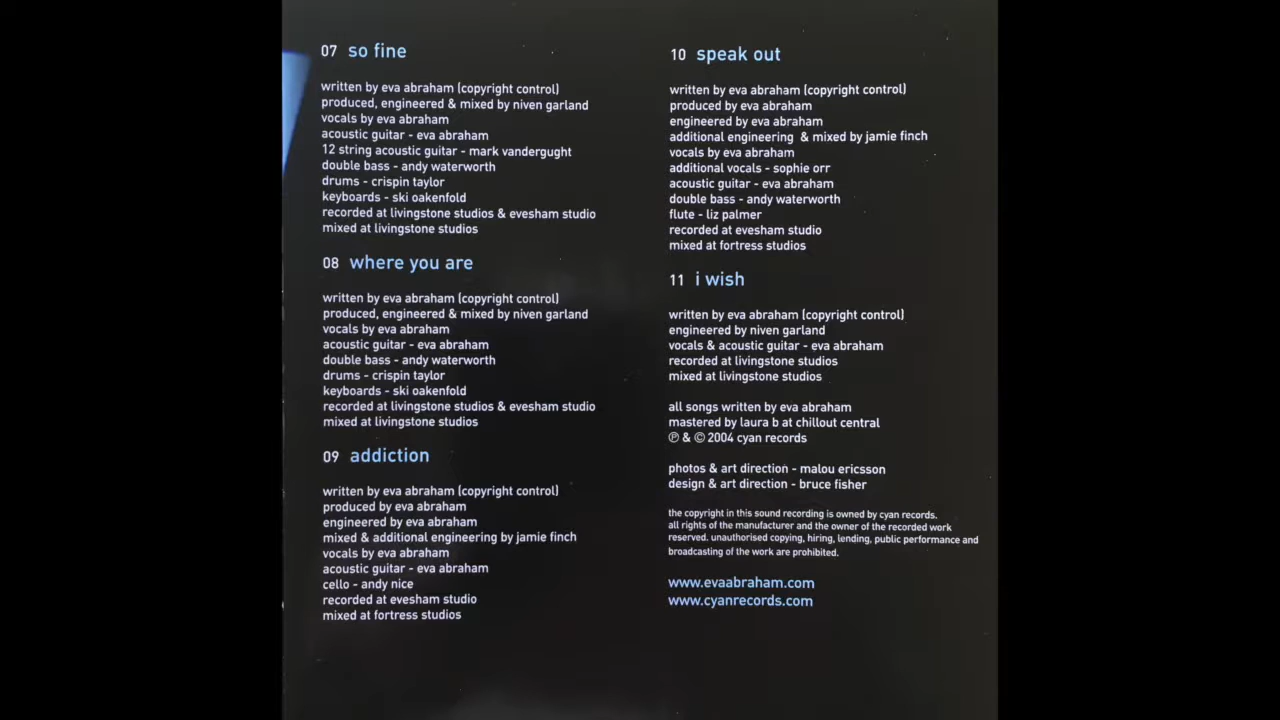 07 so fine
written by eva abraham (copyright control)
produced, engineered & mixed by niven garland
vocals by eva abraham
acoustic guitar - eva abraham
12 string acoustic guitar - mark vandergught
double bass - andy waterworth
drums - crispin taylor
keyboards - ski oakenfold
recorded at livingstone studios & evesham studio
mixed at livingstone studios
08 where you are
written by eva abraham (copyright control)
produced, engineered & mixed by niven garland
vocals by eva abraham
acoustic guitar - eva abraham
double bass - andy waterworth
drums - crispin taylor
keyboards - ski oakenfold
recorded at livingstone studios & evesham studio
mixed at livingstone studios
09 addiction
written by eva abraham (copyright control)
produced by eva abraham
engineered by eva abraham
mixed & additional engineering by jamie finch
vocals by eva abraham
acoustic guitar - eva abraham
cello - andy nice
recorded at evesham studio
mixed at fortress studios
10 speak out
written by eva abraham (copyright control)
produced by eva abraham
engineered by eva abraham
additional engineering & mixed by jamie finch
vocals by eva abraham
additional vocals - sophie orr
acoustic guitar - eva abraham
double bass - andy waterworth
flute - liz palmer
recorded at evesham studio
mixed at fortress studios
11 i wish
written by eva abraham (copyright control)
engineered by niven garland
vocals & acoustic guitar - eva abraham
recorded at livingstone studios
mixed at livingstone studios
all songs written by eva abraham
mastered by laura b at chillout central
℗ & © 2004 cyan records
photos & art direction - malou ericsson
design & art direction - bruce fisher
the copyright in this sound recording is owned by cyan records.
all rights of the manufacturer and the owner of the recorded work
reserved. unauthorised copying, hiring, lending, public performance and
broadcasting of the work are prohibited.
www.evaabraham.com
www.cyanrecords.com